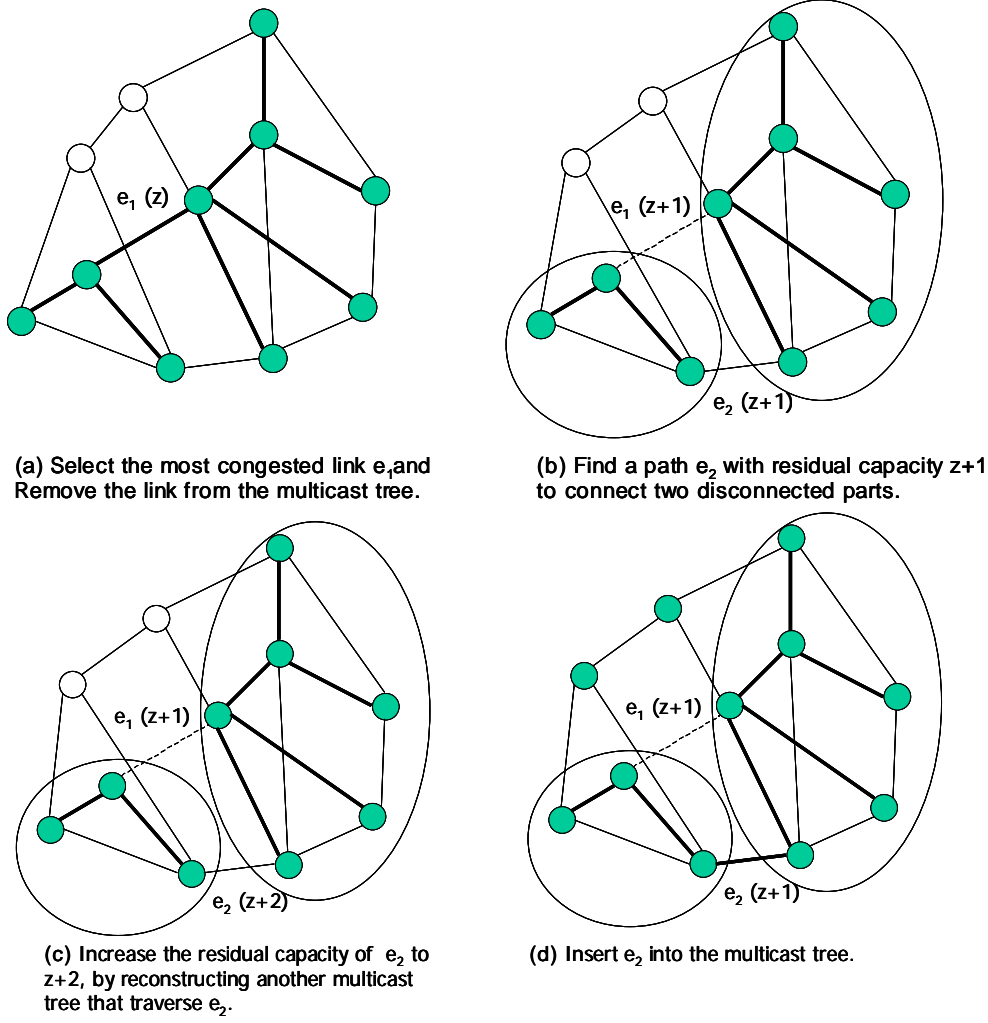 e1 (z)
(a) Select the most congested link e1and
Remove the link from the multicast tree.
e1 (z+1)
e2 (z+1)
(b) Find a path e2 with residual capacity z+1
to connect two disconnected parts.
e1 (z+1)
e2 (z+2)
(c) Increase the residual capacity of e2 to
z+2, by reconstructing another multicast
tree that traverse e2.
e1 (z+1)
e2 (z+1)
(d) Insert e2 into the multicast tree.